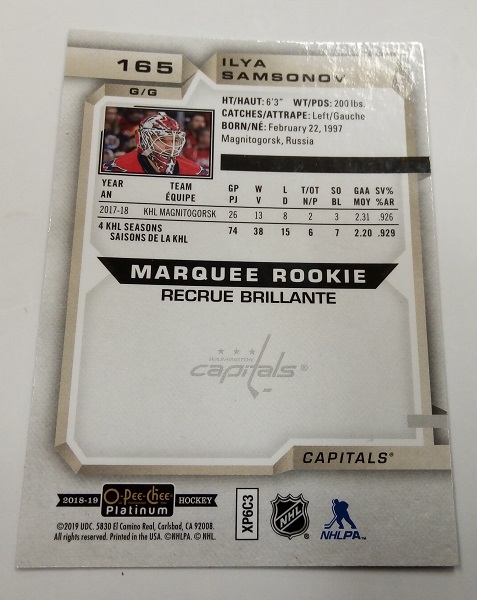 165
ILYA
SAMSONOV
G/G
HT/HAUT: 6'3" WT/PDS: 200 lbs.
CATCHES/ATTRAPE: Left/Gauche
BORN/NÉ: February 22, 1997
Magnitogorsk, Russia
YEAR TEAM GP W L T/OT SO GAA SV%
AN ÉQUIPE PJ V D N/P BL MOY %AR
2017-18 KHL MAGNITOGORSK 26 13 8 2 3 2.31 .926
4 KHL SEASONS 74 38 15 6 7 2.20 .929
SAISONS DE LA KHL
MARQUEE ROOKIE
RECRUE BRILLANTE
WASHINGTON
capitals®
CAPITALS®
2018-19 O-Pee-Chee HOCKEY
Platinum
©2019 UDC. 5830 El Camino Real, Carlsbad, CA 92008.
All rights reserved. Printed in the USA. ©NHLPA. © NHL.
XP6C3
NHL
NHLPA